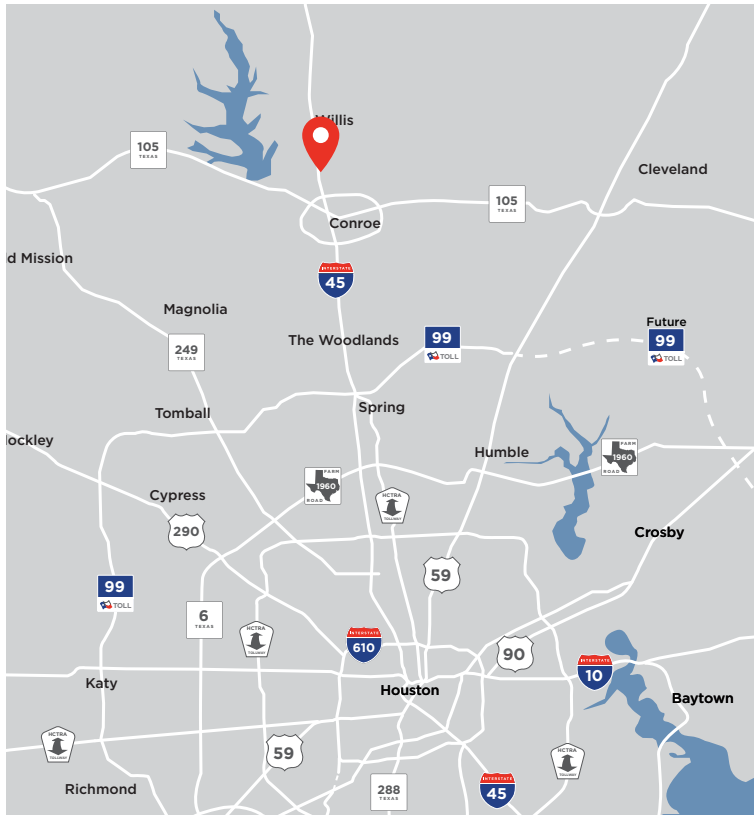 Willis
105
TEXAS
Cleveland
105
TEXAS
Conroe
d Mission
INTERSTATE
45
Magnolia
Future
99
TOLL
99
TOLL
The Woodlands
249
TEXAS
Tomball
Spring
ockley
Humble
FARM
1960
ROAD
FARM
1960
ROAD
Cypress
HCTRA
TOLLWAY
290
Crosby
59
99
TOLL
6
TEXAS
HCTRA
TOLLWAY
INTERSTATE
610
90
INTERSTATE
10
Katy
Houston
Baytown
HCTRA
TOLLWAY
59
HCTRA
TOLLWAY
Richmond
288
TEXAS
INTERSTATE
45